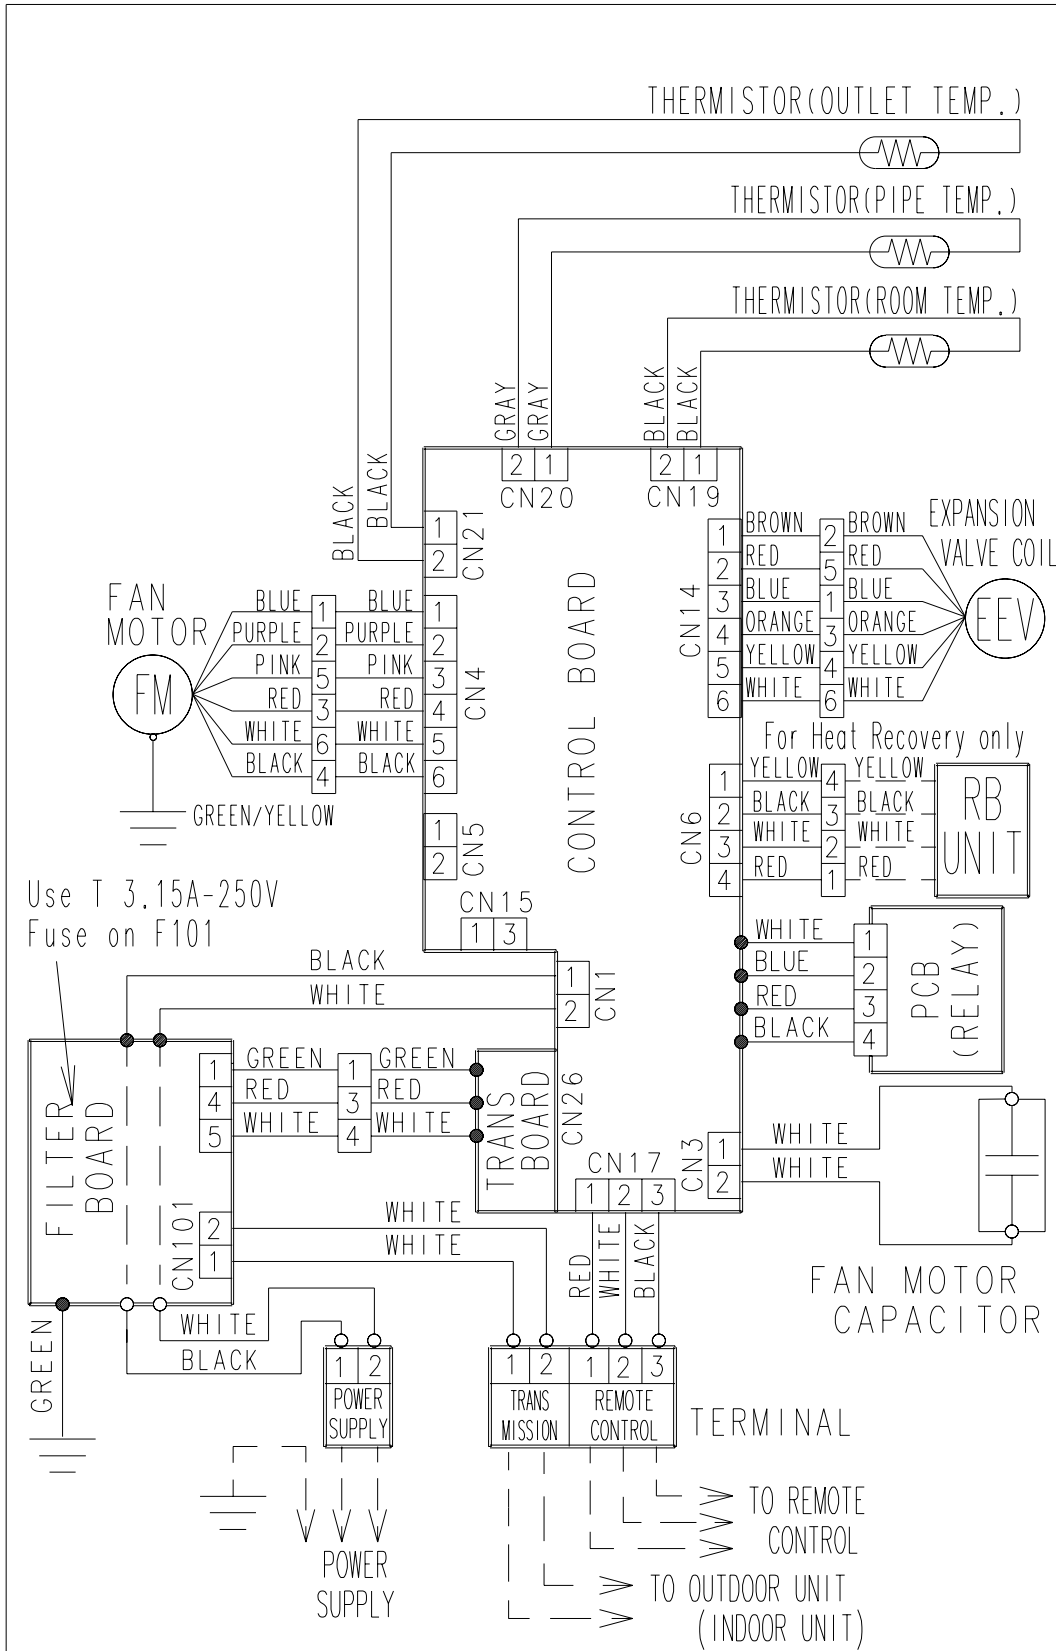 THERMISTOR(OUTLET TEMP.)
THERMISTOR(PIPE TEMP.)
THERMISTOR(ROOM TEMP.)
BLACK
BLACK
GRAY
GRAY
BLACK
BLACK
2 1
CN20
2 1
CN19
1
2
CN21
CONTROL BOARD
FAN
MOTOR
FM
GREEN/YELLOW
BLUE 1 BLUE 1
PURPLE 2 PURPLE 2
PINK 5 PINK 3
RED 3 RED 4
WHITE 6 WHITE 5
BLACK 4 BLACK 6
CN4
1
2
CN5
CN15
1 3
EXPANSION
VALVE COIL
EEV
CN14
1 BROWN 2 BROWN
2 RED 5 RED
3 BLUE 1 BLUE
4 ORANGE 3 ORANGE
5 YELLOW 4 YELLOW
6 WHITE 6 WHITE
For Heat Recovery only
CN6
1 YELLOW 4 YELLOW
2 BLACK 3 BLACK
3 WHITE 2 WHITE
4 RED 1 RED
RB
UNIT
WHITE 1
BLUE 2
RED 3
BLACK 4
PCB
(RELAY)
Use T 3.15A-250V
Fuse on F101
BLACK 1
WHITE 2
CN1
FILTER
BOARD
1 GREEN 1 GREEN
4 RED 3 RED
5 WHITE 4 WHITE
TRANS
BOARD
CN26
CN101
2 WHITE
1 WHITE
CN17
1 2 3
RED
WHITE
BLACK
CN3
1 WHITE
2 WHITE
FAN MOTOR
CAPACITOR
GREEN
WHITE
BLACK
1 2
POWER
SUPPLY
1 2 1 2 3
TRANS
MISSION
REMOTE
CONTROL
TERMINAL
POWER
SUPPLY
TO REMOTE
CONTROL
TO OUTDOOR UNIT
(INDOOR UNIT)